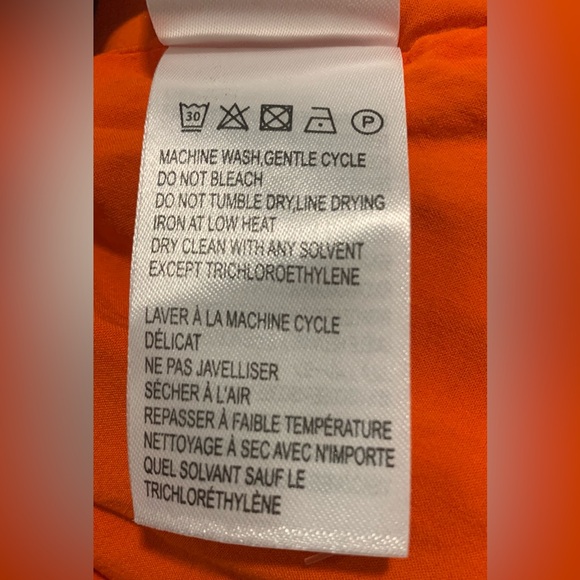 30 P
MACHINE WASH,GENTLE CYCLE
DO NOT BLEACH
DO NOT TUMBLE DRY,LINE DRYING
IRON AT LOW HEAT
DRY CLEAN WITH ANY SOLVENT
EXCEPT TRICHLOROETHYLENE
LAVER À LA MACHINE CYCLE
DÉLICAT
NE PAS JAVELLISER
SÉCHER À L'AIR
REPASSER À FAIBLE TEMPÉRATURE
NETTOYAGE À SEC AVEC N'IMPORTE
QUEL SOLVANT SAUF LE
TRICHLORÉTHYLÈNE